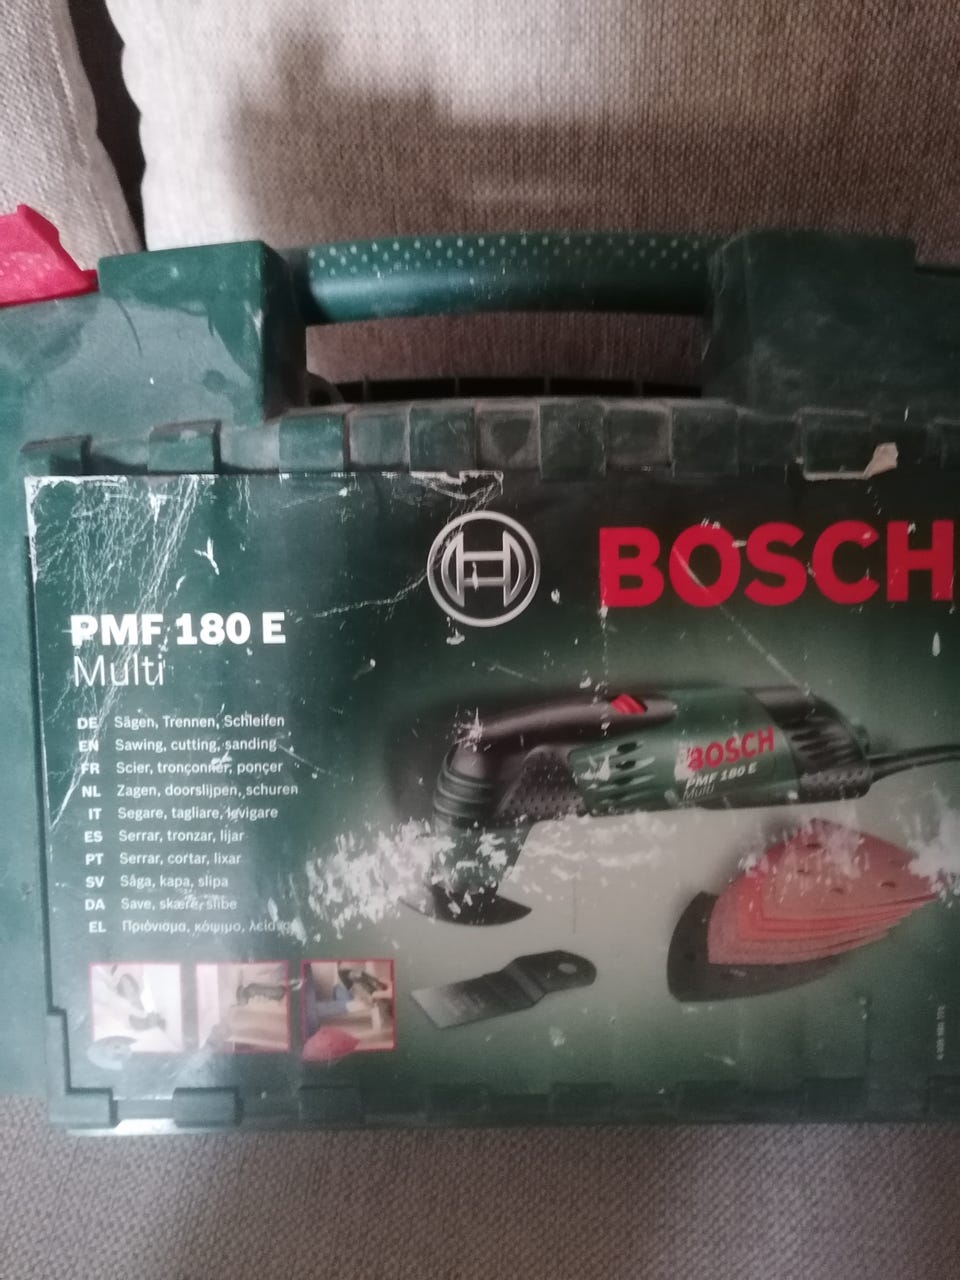 BOSCH
PMF 180 E
Multi
DE Sägen, Trennen, Schleifen
EN Sawing, cutting, sanding
FR Scier, tronçonner, poncer
NL Zagen, doorslijpen, schuren
IT Segare, tagliare, levigare
ES Serrar, tronzar, lijar
PT Serrar, cortar, lixar
SV Såga, kapa, slipa
DA Save, skære, slibe
EL Πριόνισμα, κόψιμο,
BOSCH
PMF 180 E
Multi